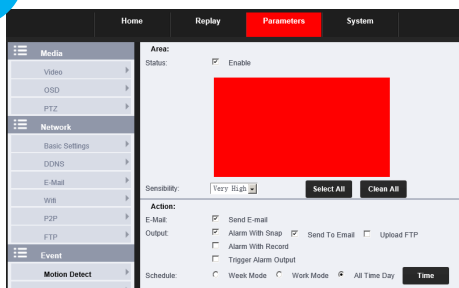 Home Replay Parameters System
Media
Video
OSD
PTZ
Network
Basic Settings
DDNS
E-Mail
Wifi
P2P
FTP
Event
Motion Detect
Area:
Status: Enable
Sensibility: Very High Select All Clean All
Action:
E-Mail: Send E-mail
Output: Alarm With Snap Send To Email Upload FTP
Alarm With Record
Trigger Alarm Output
Schedule: Week Mode Work Mode All Time Day Time